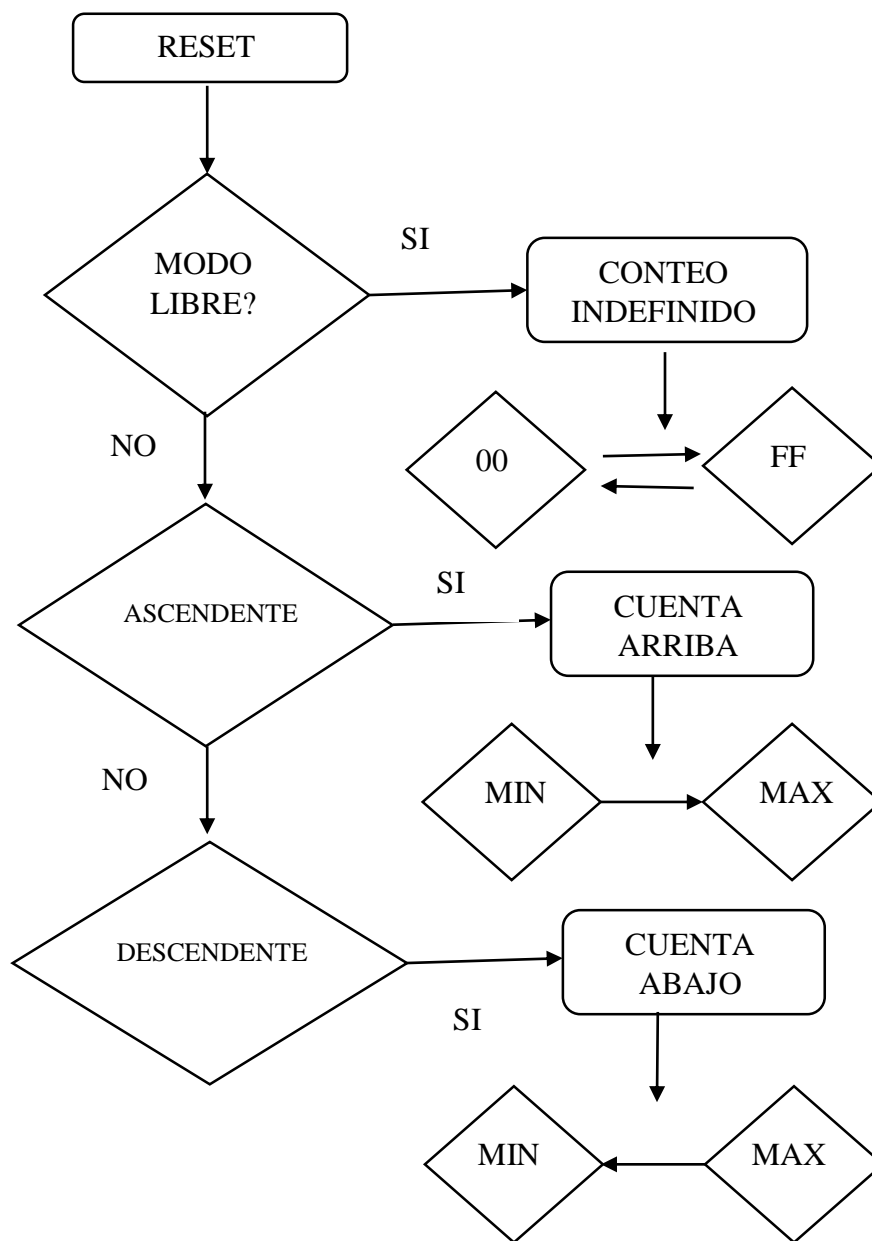 RESET
SI
MODO
LIBRE?
CONTEO
INDEFINIDO
NO
00
FF
SI
ASCENDENTE
CUENTA
ARRIBA
NO
MIN
MAX
DESCENDENTE
CUENTA
ABAJO
SI
MIN
MAX